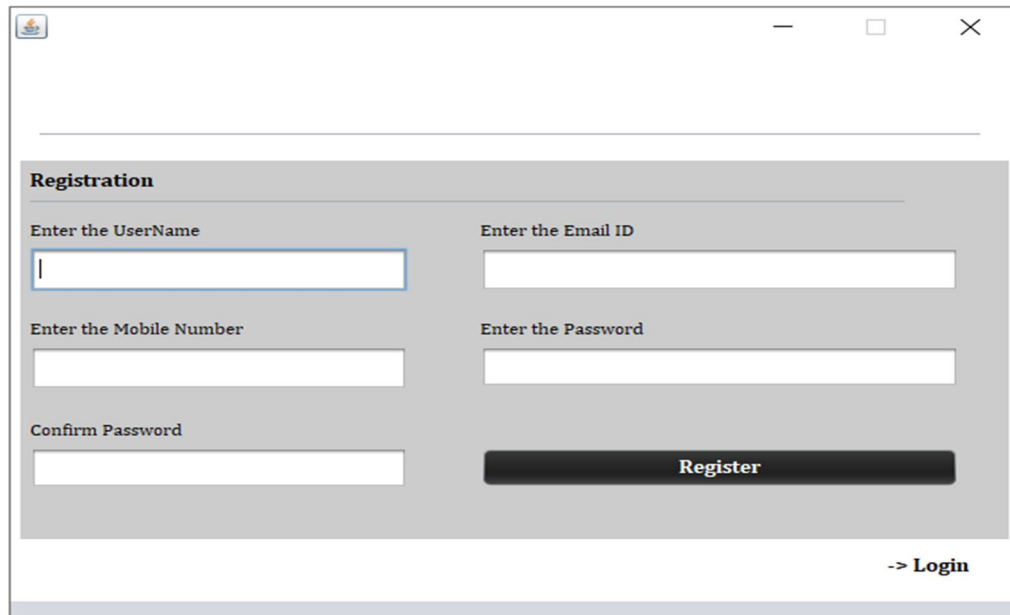 Registration
Enter the UserName
Enter the Email ID
Enter the Mobile Number
Enter the Password
Confirm Password
Register
-> Login